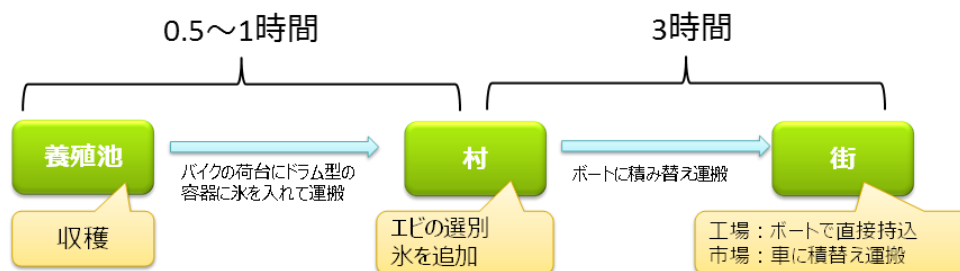 0.5～1時間
3時間
養殖池
村
街
バイクの荷台にドラム型の
容器に氷を入れて運搬
ボートに積み替え運搬
収穫
エビの選別
氷を追加
工場：ボートで直接持込
市場：車に積替え運搬